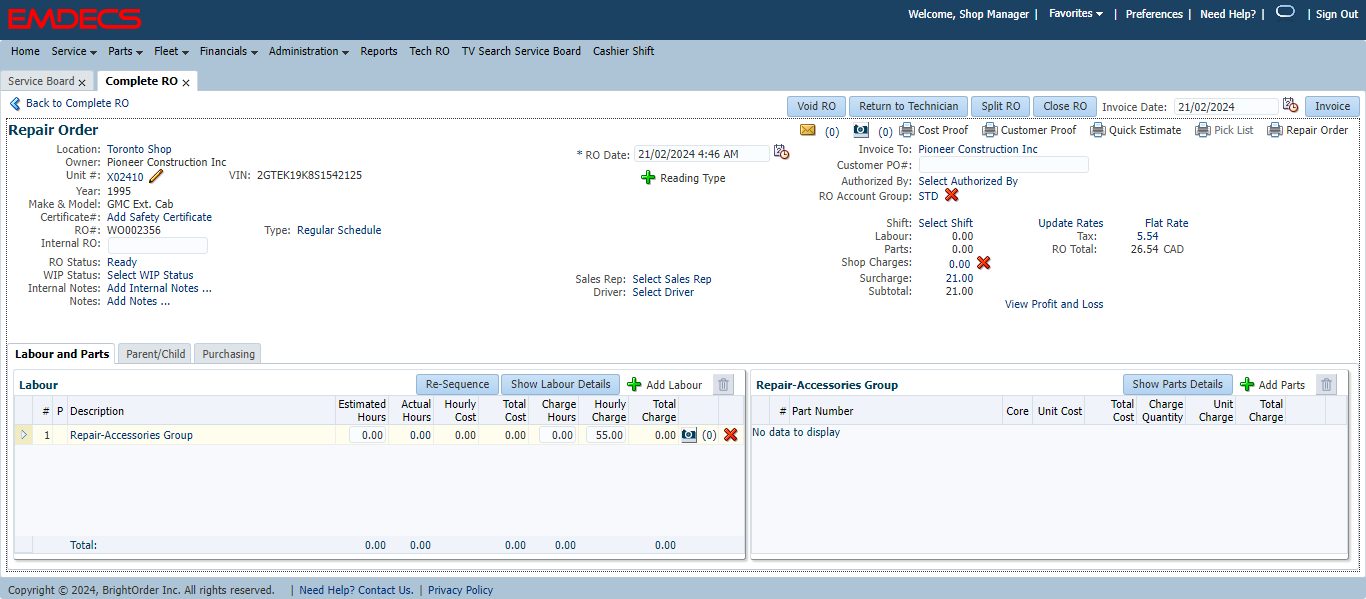 EMDECS
Welcome, Shop Manager | Favorites | Preferences | Need Help? | | Sign Out
Home Service Parts Fleet Financials Administration Reports Tech RO TV Search Service Board Cashier Shift
Service Board x Complete RO x
Back to Complete RO
Void RO Return to Technician Split RO Close RO Invoice Date: 21/02/2024 Invoice
Repair Order
(0) (0) Cost Proof Customer Proof Quick Estimate Pick List Repair Order
Location: Toronto Shop
Owner: Pioneer Construction Inc
Unit #: X02410 VIN: 2GTEK19K8S1542125
Year: 1995
Make & Model: GMC Ext. Cab
Certificate#: Add Safety Certificate
RO#: WO002356 Type: Regular Schedule
Internal RO:
RO Status: Ready
WIP Status: Select WIP Status
Internal Notes: Add Internal Notes ...
Notes: Add Notes ...
* RO Date: 21/02/2024 4:46 AM
Reading Type
Sales Rep: Select Sales Rep
Driver: Select Driver
Invoice To: Pioneer Construction Inc
Customer PO#:
Authorized By: Select Authorized By
RO Account Group: STD
Shift: Select Shift Update Rates Flat Rate
Labour: 0.00 Tax: 5.54
Parts: 0.00 RO Total: 26.54 CAD
Shop Charges: 0.00
Surcharge: 21.00
Subtotal: 21.00
View Profit and Loss
Labour and Parts Parent/Child Purchasing
Labour Re-Sequence Show Labour Details Add Labour
# P Description Estimated Hours Actual Hours Hourly Cost Total Cost Charge Hours Hourly Charge Total Charge
1 Repair-Accessories Group 0.00 0.00 0.00 0.00 0.00 55.00 0.00 (0)
Total: 0.00 0.00 0.00 0.00 0.00
Repair-Accessories Group Show Parts Details Add Parts
# Part Number Core Unit Cost Total Cost Charge Quantity Unit Charge Total Charge
No data to display
Copyright © 2024, BrightOrder Inc. All rights reserved. | Need Help? Contact Us. | Privacy Policy